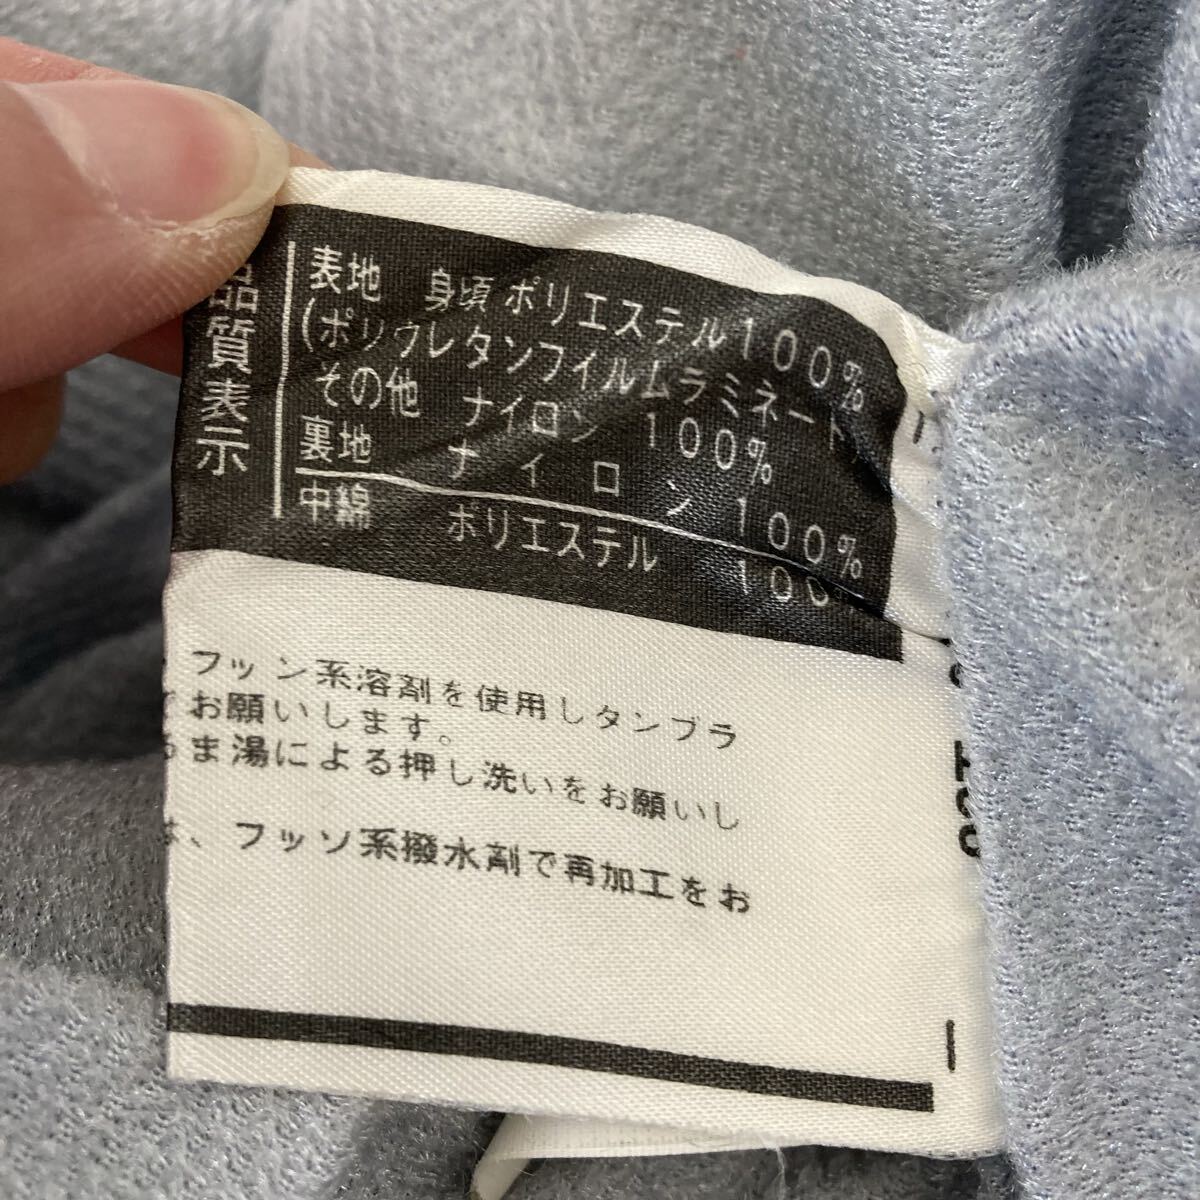 品質表示
表地 身頃 ポリエステル100%
(ポリウレタンフイルムラミネート
その他 ナイロン 100%
裏地 ナイロン 100%
中綿 ポリエステル 100
フッン系溶剤を使用しタンブラ
お願いします。
ま湯による押し洗いをお願いし
、フッソ系撥水剤で再加工をお